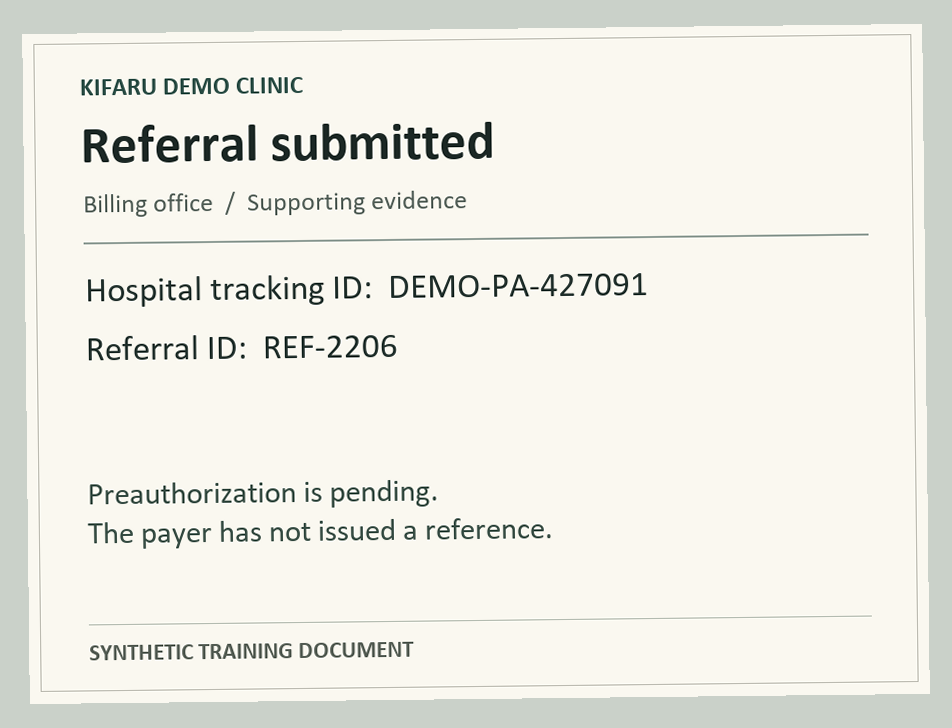 KIFARU DEMO CLINIC
Referral submitted
Billing office / Supporting evidence
Hospital tracking ID: DEMO-PA-427091
Referral ID: REF-2206
Preauthorization is pending.
The payer has not issued a reference.
SYNTHETIC TRAINING DOCUMENT